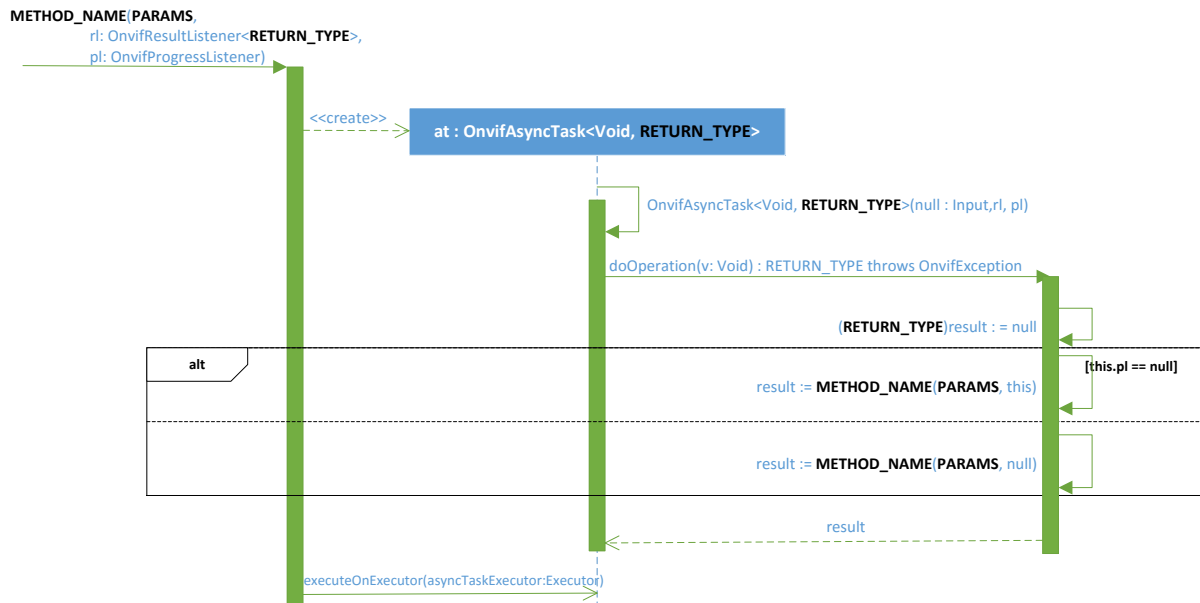 METHOD_NAME(PARAMS,
rl: OnvifResultListener<RETURN_TYPE>,
pl: OnvifProgressListener)
<<create>>
at : OnvifAsyncTask<Void, RETURN_TYPE>
OnvifAsyncTask<Void, RETURN_TYPE>(null : Input,rl, pl)
doOperation(v: Void) : RETURN_TYPE throws OnvifException
(RETURN_TYPE)result : = null
alt
[this.pl == null]
result := METHOD_NAME(PARAMS, this)
result := METHOD_NAME(PARAMS, null)
result
executeOnExecutor(asyncTaskExecutor:Executor)